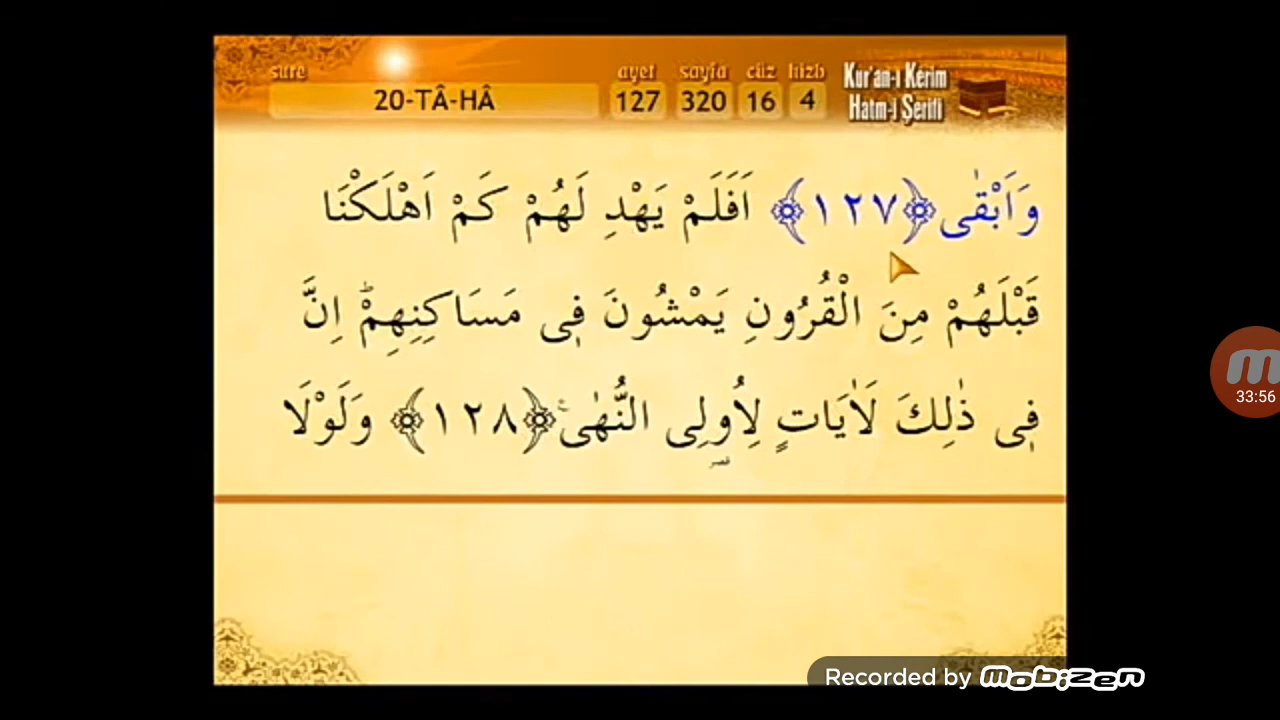 sure ayet sayfa cüz hizb
20-TÂ-HÂ 127 320 16 4
Kur'an-ı Kerim
Hatm-i Şerifi
وَاَبْقٰى ﴿١٢٧﴾ اَفَلَمْ يَهْدِ لَهُمْ كَمْ اَهْلَكْنَا
قَبْلَهُمْ مِنَ الْقُرُونِ يَمْشُونَ ف۪ى مَسَاكِنِهِمْۜ اِنَّ
ف۪ى ذٰلِكَ لَاٰيَاتٍ لِاُو۬لِى النُّهٰى۟ ﴿١٢٨﴾ وَلَوْلَا
قصر
33:56
Recorded by Mobizen